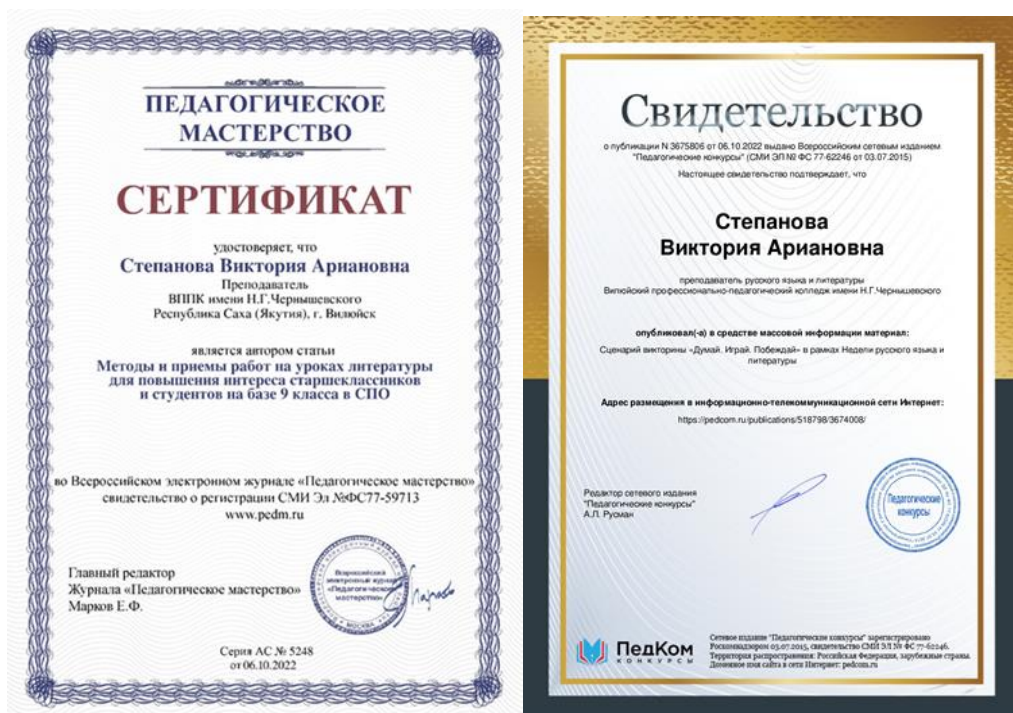 ПЕДАГОГИЧЕСКОЕ
МАСТЕРСТВО
СЕРТИФИКАТ
удостоверяет, что
Степанова Виктория Ариановна
Преподаватель
ВППК имени Н.Г.Чернышевского
Республика Саха (Якутия), г. Вилюйск
является автором статьи
Методы и приемы работ на уроках литературы
для повышения интереса старшеклассников
и студентов на базе 9 класса в СПО
во Всероссийском электронном журнале «Педагогическое мастерство»
свидетельство о регистрации СМИ Эл №ФС77-59713
www.pedm.ru
Главный редактор
Журнала «Педагогическое мастерство»
Марков Е.Ф.
Всероссийский
электронный журнал
«Педагогическое
мастерство»
МОСКВА
Серия АС № 5248
от 06.10.2022
Свидетельство
о публикации N 3675806 от 06.10.2022 выдано Всероссийским сетевым изданием
"Педагогические конкурсы" (СМИ ЭЛ № ФС 77-62246 от 03.07.2015)
Настоящее свидетельство подтверждает, что
Степанова
Виктория Ариановна
преподаватель русского языка и литературы
Вилюйский профессионально-педагогический колледж имени Н.Г.Чернышевского
опубликовал(-а) в средстве массовой информации материал:
Сценарий викторины «Думай. Играй. Побеждай» в рамках Недели русского языка и
литературы
Адрес размещения в информационно-телекоммуникационной сети Интернет:
https://pedcom.ru/publications/518798/3674008/
Редактор сетевого издания
"Педагогические конкурсы"
А.Л. Русман
Педагогические
конкурсы
ПедКом
КОНКУРСЫ
Сетевое издание "Педагогические конкурсы" зарегистрировано
Роскомнадзором 03.07.2015, свидетельство СМИ ЭЛ № ФС 77-62246.
Территория распространения: Российская Федерация, зарубежные страны.
Доменное имя сайта в сети Интернет: pedcom.ru